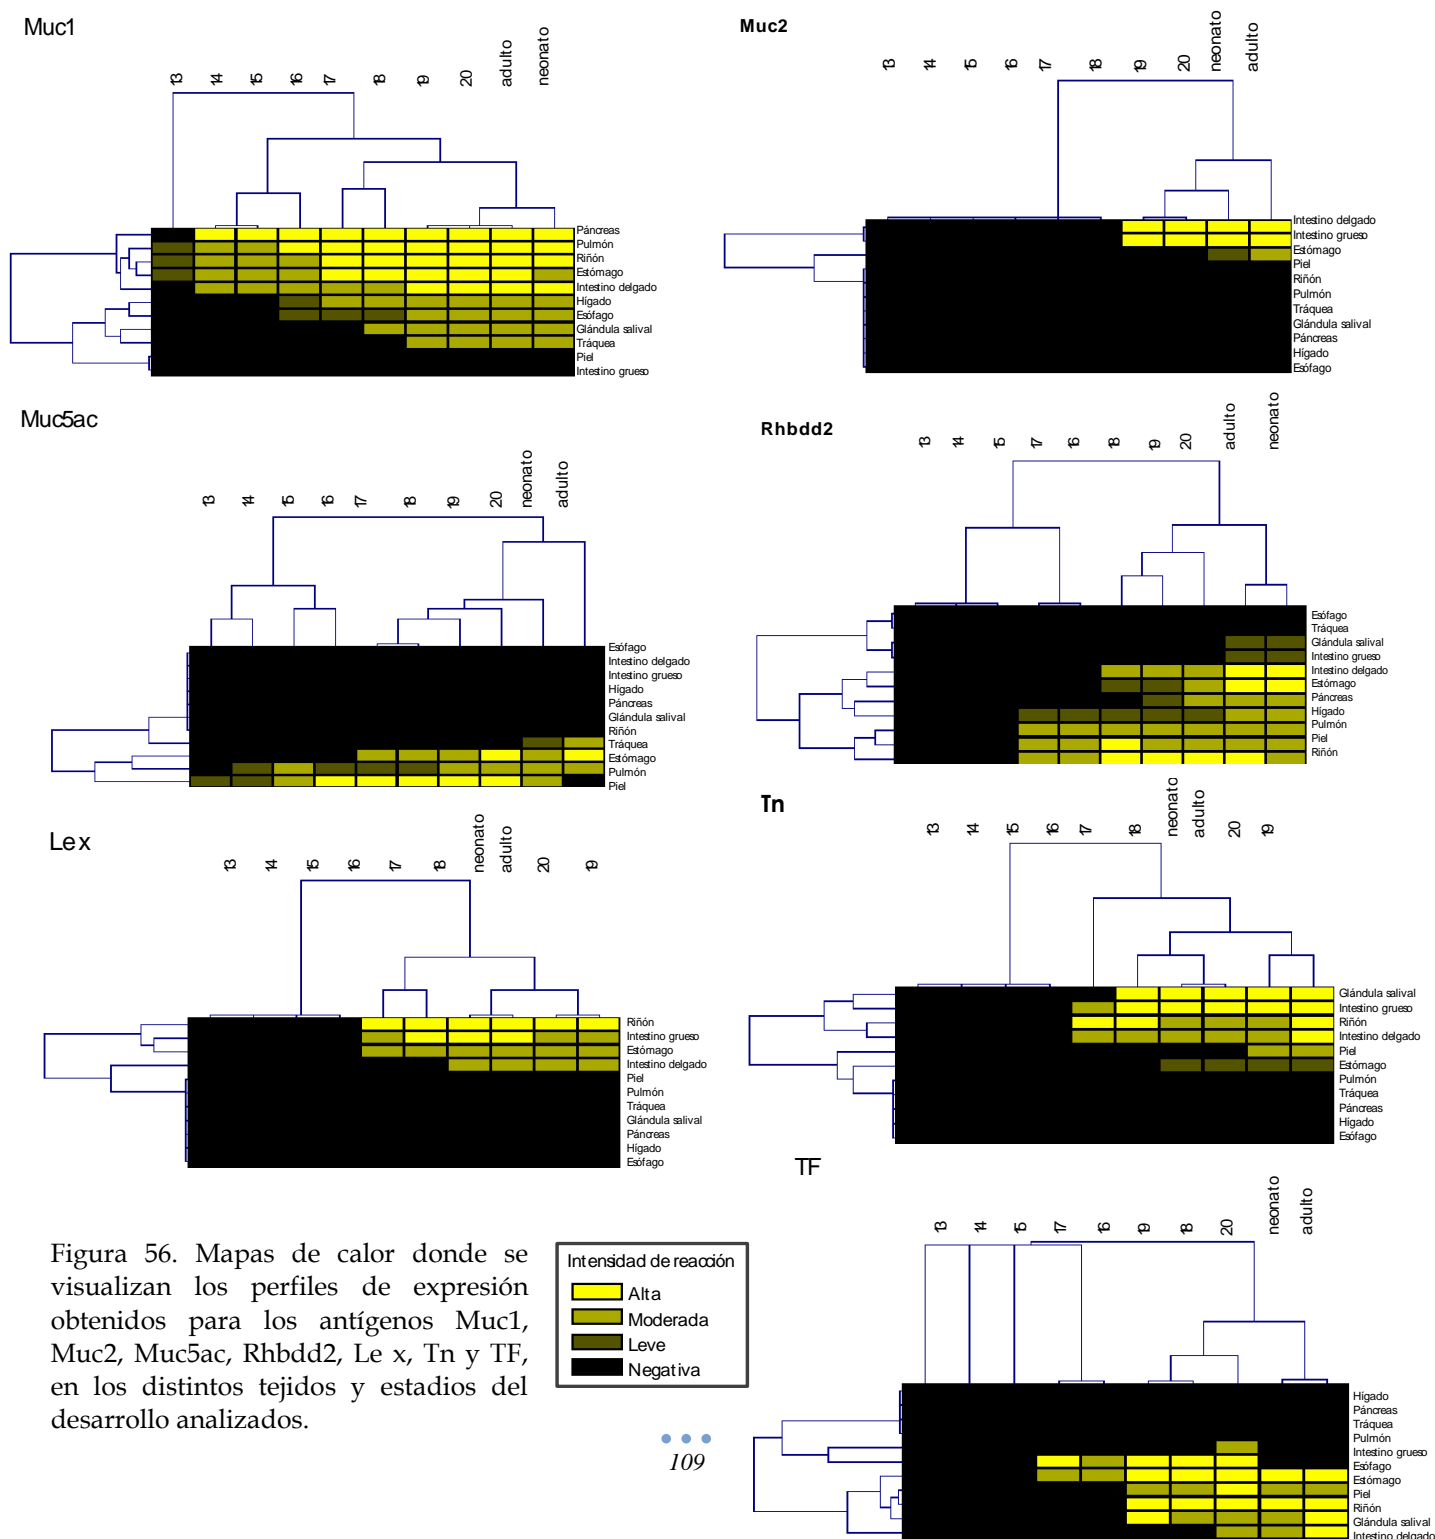 Muc1
13 14 15 16 17 18 19 20 adulto neonato
Páncreas
Pulmón
Riñón
Estómago
Intestino delgado
Hígado
Esófago
Glándula salival
Tráquea
Piel
Intestino grueso
Muc2
13 14 15 16 17 18 19 20 neonato adulto
Intestino delgado
Intestino grueso
Estómago
Piel
Riñón
Pulmón
Tráquea
Glándula salival
Páncreas
Hígado
Esófago
Muc5ac
13 14 15 16 17 18 19 20 neonato adulto
Esófago
Intestino delgado
Intestino grueso
Hígado
Páncreas
Glándula salival
Riñón
Tráquea
Estómago
Pulmón
Piel
Rhbdd2
13 14 15 17 16 18 19 20 adulto neonato
Esófago
Tráquea
Glándula salival
Intestino grueso
Intestino delgado
Estómago
Páncreas
Hígado
Pulmón
Piel
Riñón
Le x
13 14 15 16 17 18 neonato adulto 20 19
Riñón
Intestino grueso
Estómago
Intestino delgado
Piel
Pulmón
Tráquea
Glándula salival
Páncreas
Hígado
Esófago
Tn
13 14 15 16 17 18 neonato adulto 20 19
Glándula salival
Intestino grueso
Riñón
Intestino delgado
Piel
Estómago
Pulmón
Tráquea
Páncreas
Hígado
Esófago
TF
13 14 15 17 16 19 18 20 neonato adulto
Hígado
Páncreas
Tráquea
Pulmón
Intestino grueso
Esófago
Estómago
Piel
Riñón
Glándula salival
Intestino delgado
Figura 56. Mapas de calor donde se
visualizan los perfiles de expresión
obtenidos para los antígenos Muc1,
Muc2, Muc5ac, Rhbdd2, Le x, Tn y TF,
en los distintos tejidos y estadios del
desarrollo analizados.
Intensidad de reacción
Alta
Moderada
Leve
Negativa
109